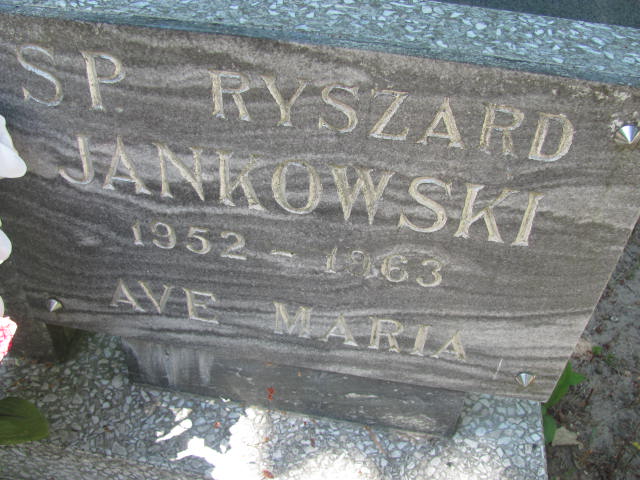 SP. RYSZARD
JANKOWSKI
1952 - 1963
AVE MARIA